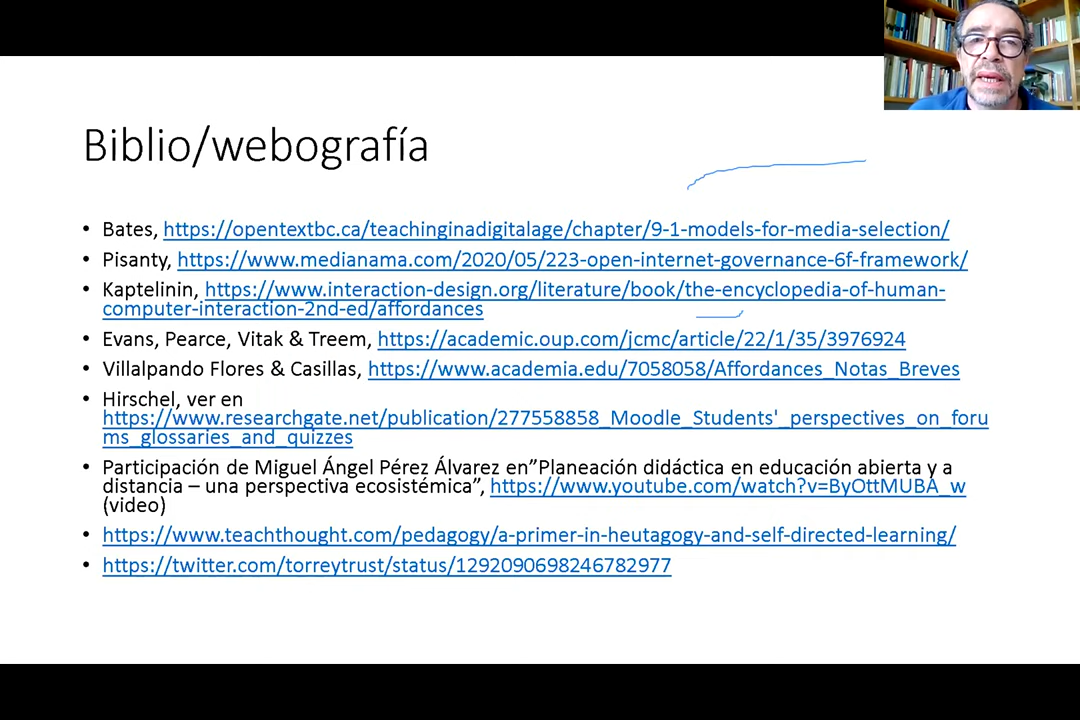 Biblio/webografía
• Bates, https://opentextbc.ca/teachinginadigitalage/chapter/9-1-models-for-media-selection/
• Pisanty, https://www.medianama.com/2020/05/223-open-internet-governance-6f-framework/
• Kaptelinin, https://www.interaction-design.org/literature/book/the-encyclopedia-of-human-
computer-interaction-2nd-ed/affordances
• Evans, Pearce, Vitak & Treem, https://academic.oup.com/jcmc/article/22/1/35/3976924
• Villalpando Flores & Casillas, https://www.academia.edu/7058058/Affordances_Notas_Breves
• Hirschel, ver en
https://www.researchgate.net/publication/277558858_Moodle_Students'_perspectives_on_foru
ms_glossaries_and_quizzes
• Participación de Miguel Ángel Pérez Álvarez en”Planeación didáctica en educación abierta y a
distancia – una perspectiva ecosistémica”, https://www.youtube.com/watch?v=ByOttMUBA_w
(video)
• https://www.teachthought.com/pedagogy/a-primer-in-heutagogy-and-self-directed-learning/
• https://twitter.com/torreytrust/status/1292090698246782977